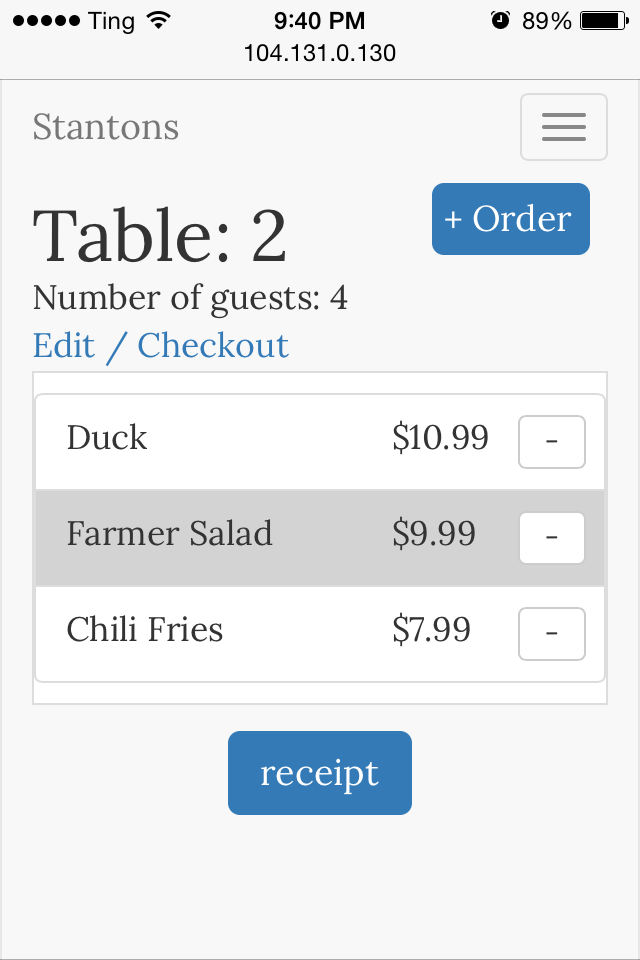 Ting 9:40 PM 89%
104.131.0.130
Stantons
+ Order
Table: 2
Number of guests: 4
Edit / Checkout
Duck $10.99 -
Farmer Salad $9.99 -
Chili Fries $7.99 -
receipt